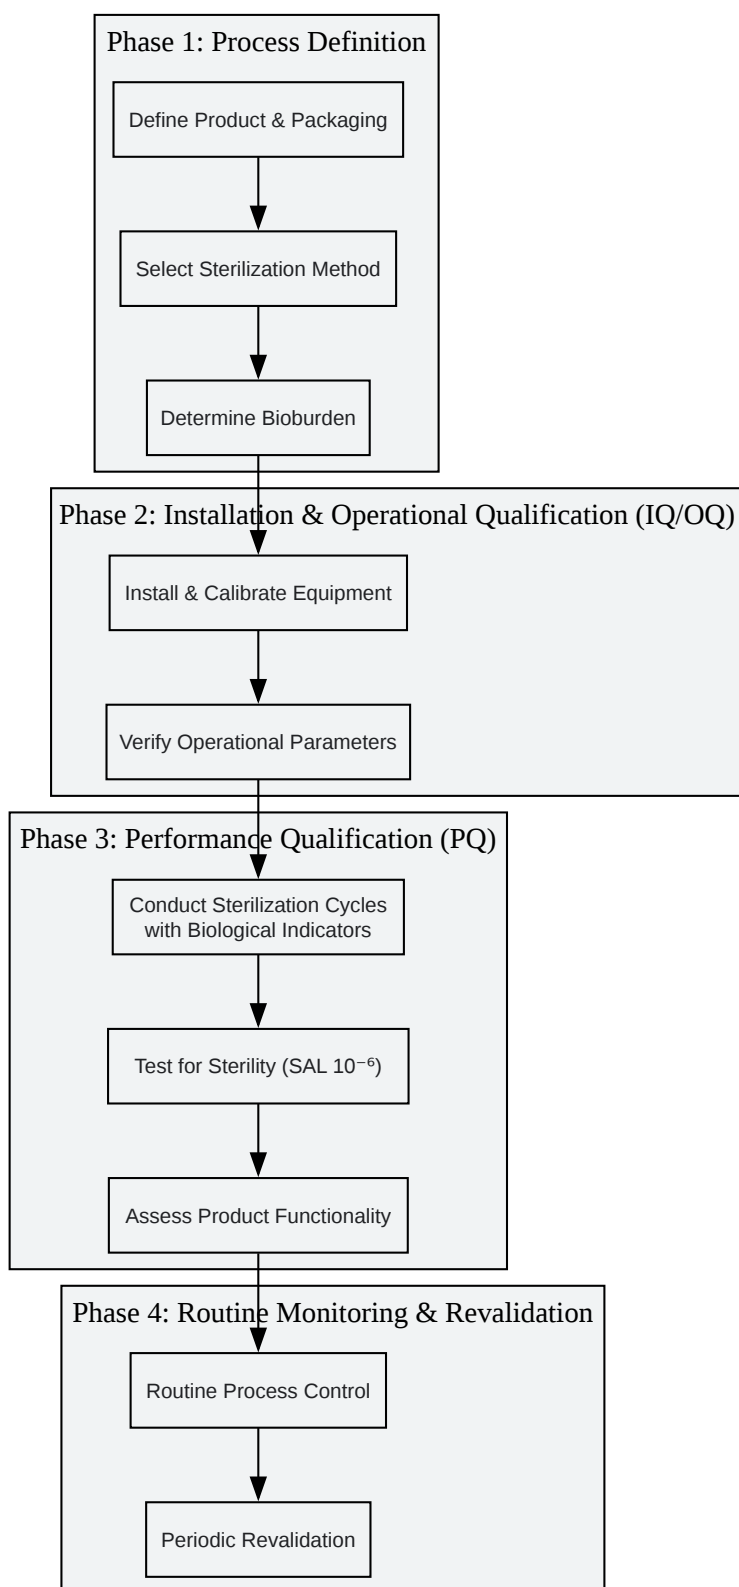 Phase 1: Process Definition
Define Product & Packaging
Select Sterilization Method
Determine Bioburden
Phase 2: Installation & Operational Qualification (IQ/OQ)
Install & Calibrate Equipment
Verify Operational Parameters
Phase 3: Performance Qualification (PQ)
Conduct Sterilization Cycles
with Biological Indicators
Test for Sterility (SAL 10⁻⁶)
Assess Product Functionality
Phase 4: Routine Monitoring & Revalidation
Routine Process Control
Periodic Revalidation